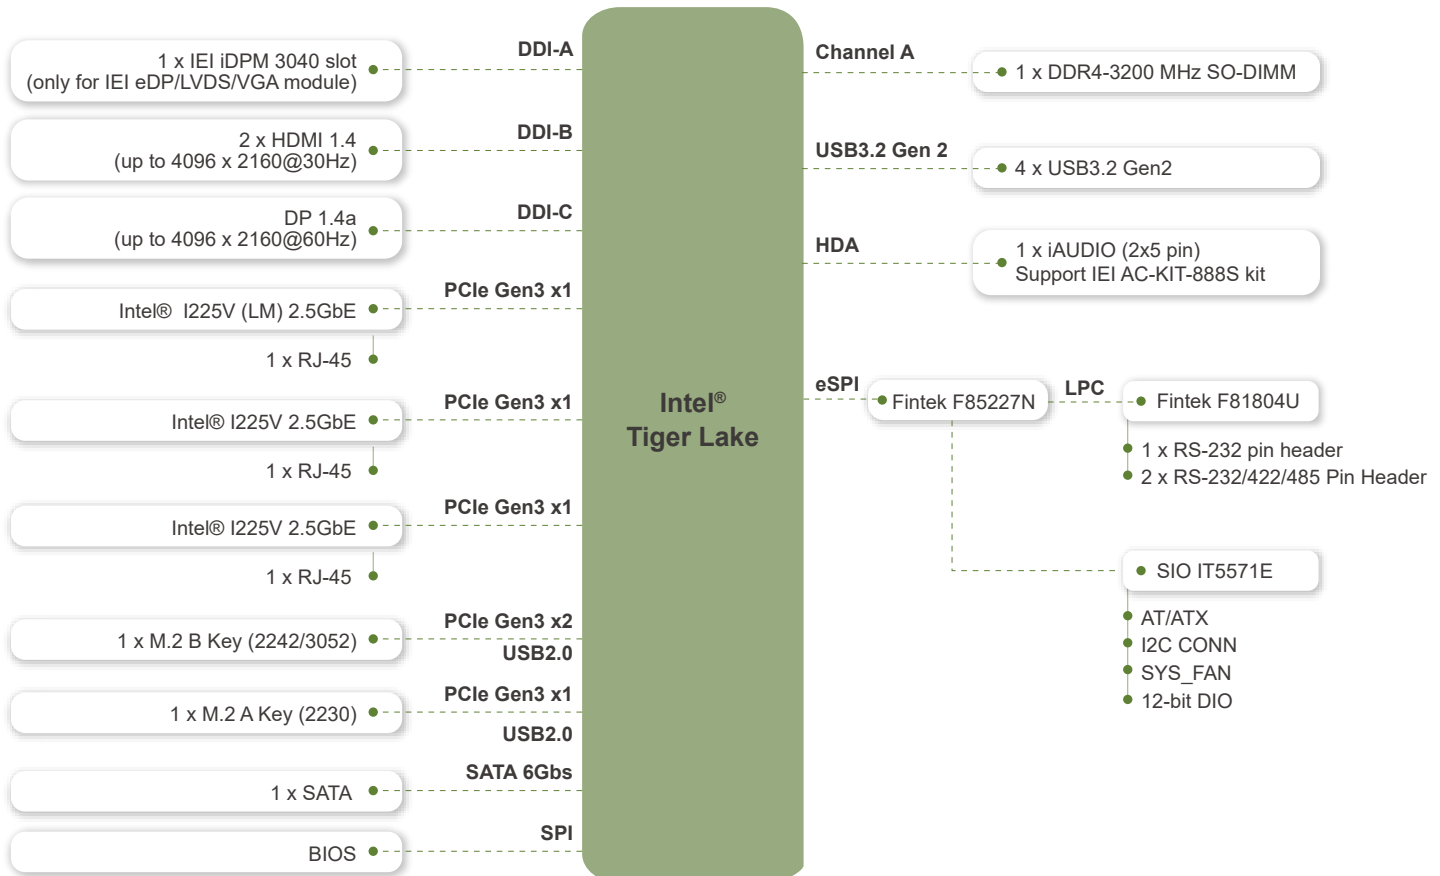 DDI-A
1 x IEI iDPM 3040 slot
(only for IEI eDP/LVDS/VGA module)
DDI-B
2 x HDMI 1.4
(up to 4096 x 2160@30Hz)
DDI-C
DP 1.4a
(up to 4096 x 2160@60Hz)
PCIe Gen3 x1
Intel® I225V (LM) 2.5GbE
1 x RJ-45
PCIe Gen3 x1
Intel® I225V 2.5GbE
1 x RJ-45
PCIe Gen3 x1
Intel® I225V 2.5GbE
1 x RJ-45
PCIe Gen3 x2
1 x M.2 B Key (2242/3052)
USB2.0
PCIe Gen3 x1
1 x M.2 A Key (2230)
USB2.0
SATA 6Gbs
1 x SATA
SPI
BIOS
Intel®
Tiger Lake
Channel A
1 x DDR4-3200 MHz SO-DIMM
USB3.2 Gen 2
4 x USB3.2 Gen2
HDA
1 x iAUDIO (2x5 pin)
Support IEI AC-KIT-888S kit
eSPI
Fintek F85227N
LPC
Fintek F81804U
1 x RS-232 pin header
2 x RS-232/422/485 Pin Header
SIO IT5571E
AT/ATX
I2C CONN
SYS_FAN
12-bit DIO